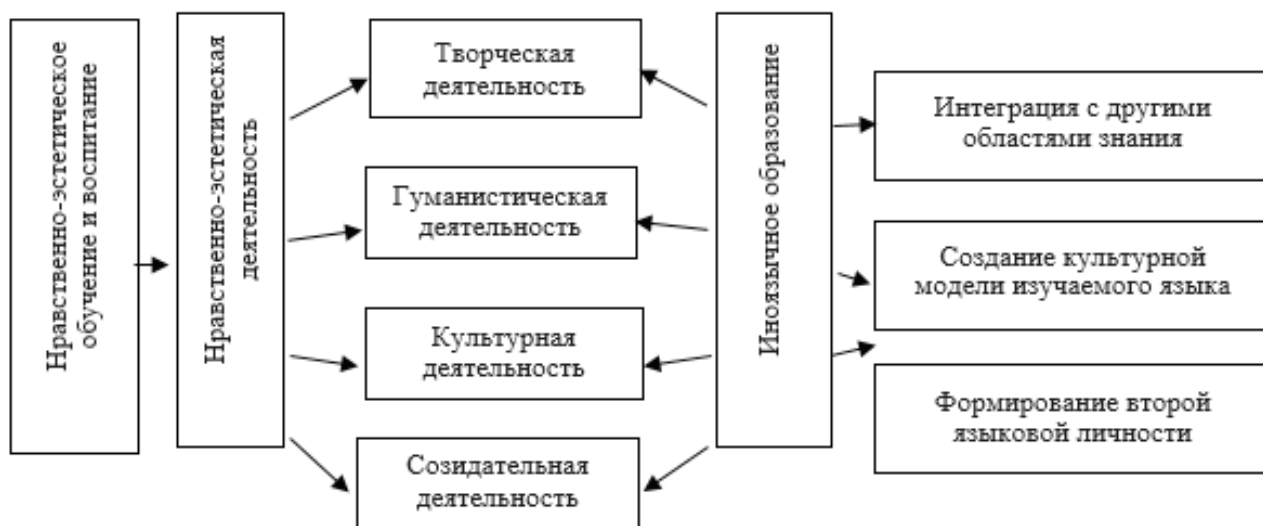 Нравственно-эстетическое
обучение и воспитание
Нравственно-эстетическая
деятельность
Творческая
деятельность
Гуманистическая
деятельность
Культурная
деятельность
Созидательная
деятельность
Иноязычное образование
Интеграция с другими
областями знания
Создание культурной
модели изучаемого языка
Формирование второй
языковой личности